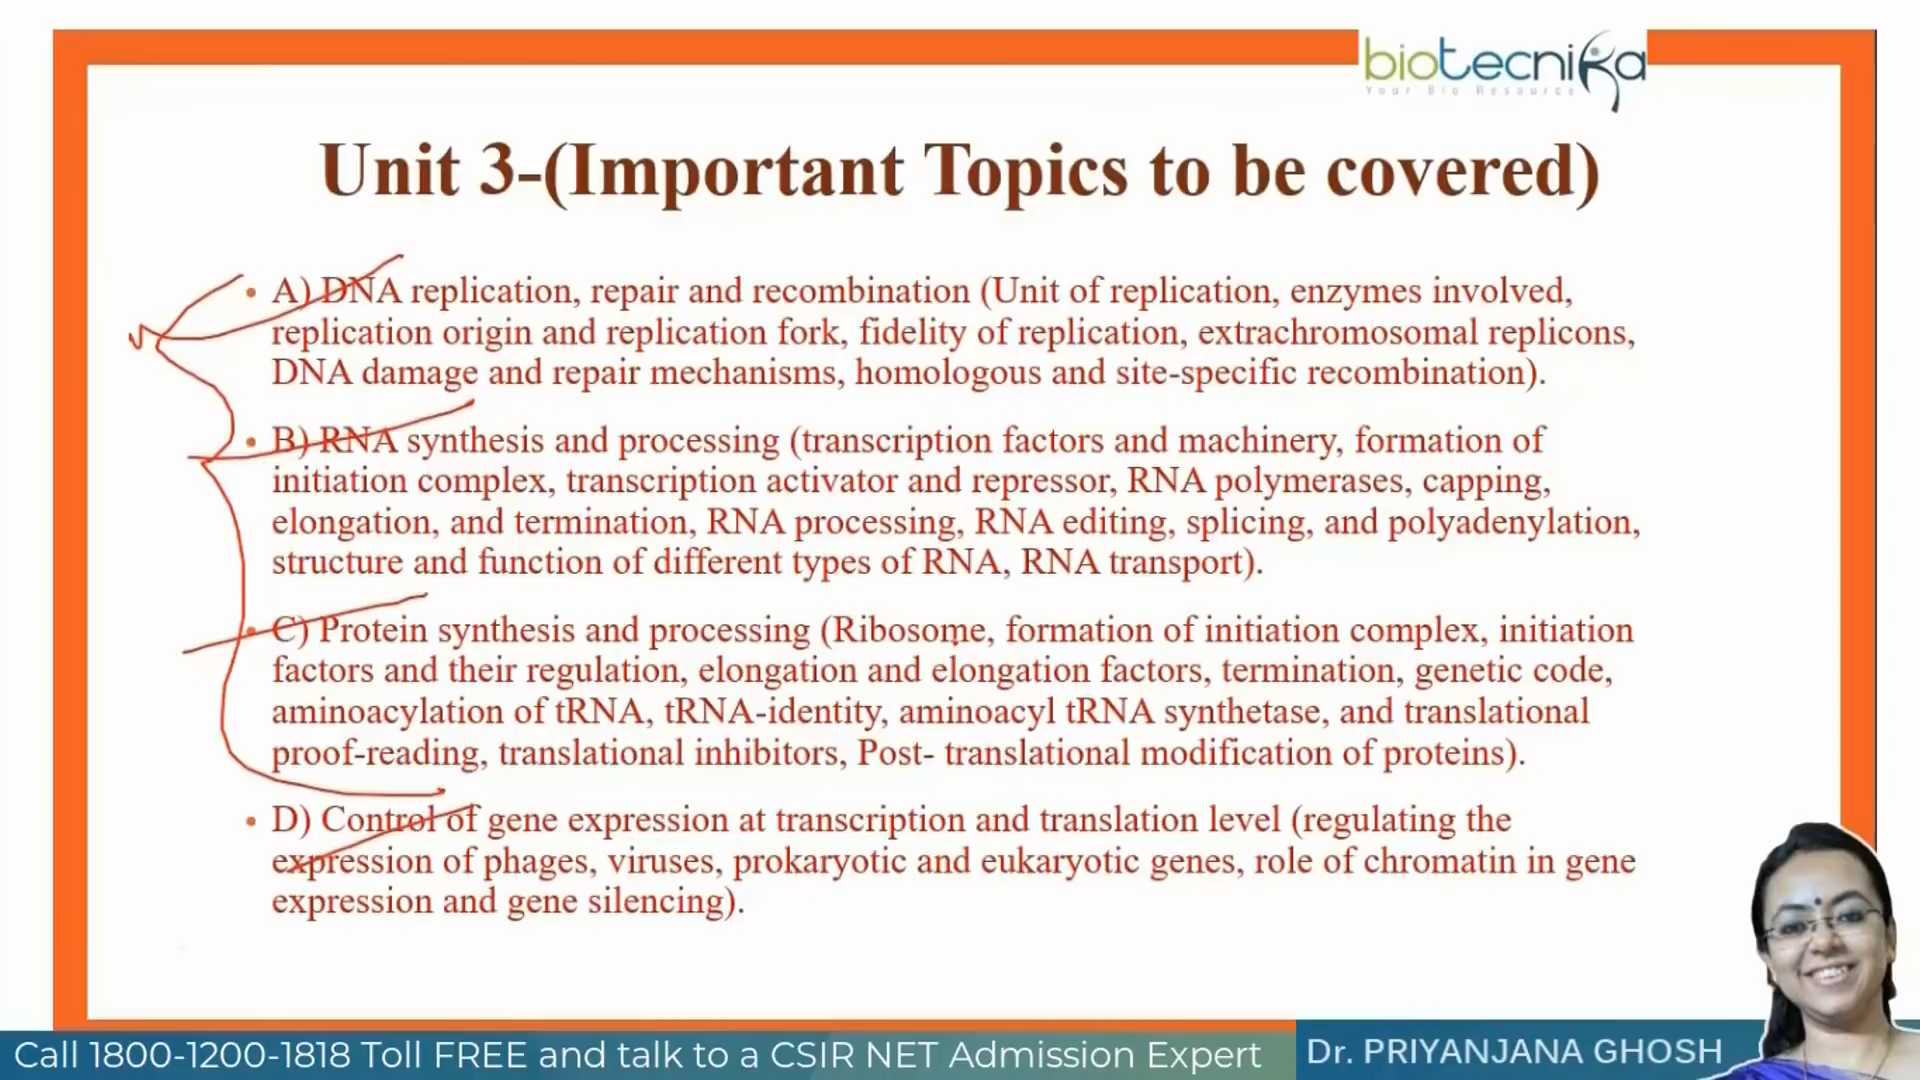 biotecnika
Your Bio Resource
Unit 3-(Important Topics to be covered)
• A) DNA replication, repair and recombination (Unit of replication, enzymes involved,
replication origin and replication fork, fidelity of replication, extrachromosomal replicons,
DNA damage and repair mechanisms, homologous and site-specific recombination).
• B) RNA synthesis and processing (transcription factors and machinery, formation of
initiation complex, transcription activator and repressor, RNA polymerases, capping,
elongation, and termination, RNA processing, RNA editing, splicing, and polyadenylation,
structure and function of different types of RNA, RNA transport).
• C) Protein synthesis and processing (Ribosome, formation of initiation complex, initiation
factors and their regulation, elongation and elongation factors, termination, genetic code,
aminoacylation of tRNA, tRNA-identity, aminoacyl tRNA synthetase, and translational
proof-reading, translational inhibitors, Post- translational modification of proteins).
• D) Control of gene expression at transcription and translation level (regulating the
expression of phages, viruses, prokaryotic and eukaryotic genes, role of chromatin in gene
expression and gene silencing).
Call 1800-1200-1818 Toll FREE and talk to a CSIR NET Admission Expert
Dr. PRIYANJANA GHOSH